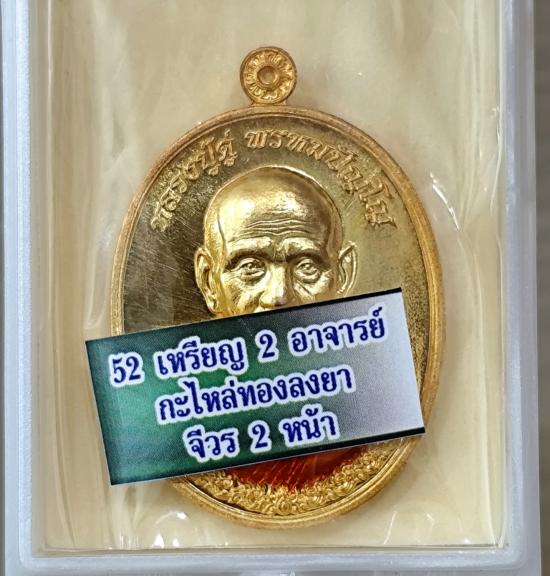 หลวงปู่ดู่ พรหมปัญโญ
52 เหรียญ 2 อาจารย์
กะไหล่ทองลงยา
จีวร 2 หน้า